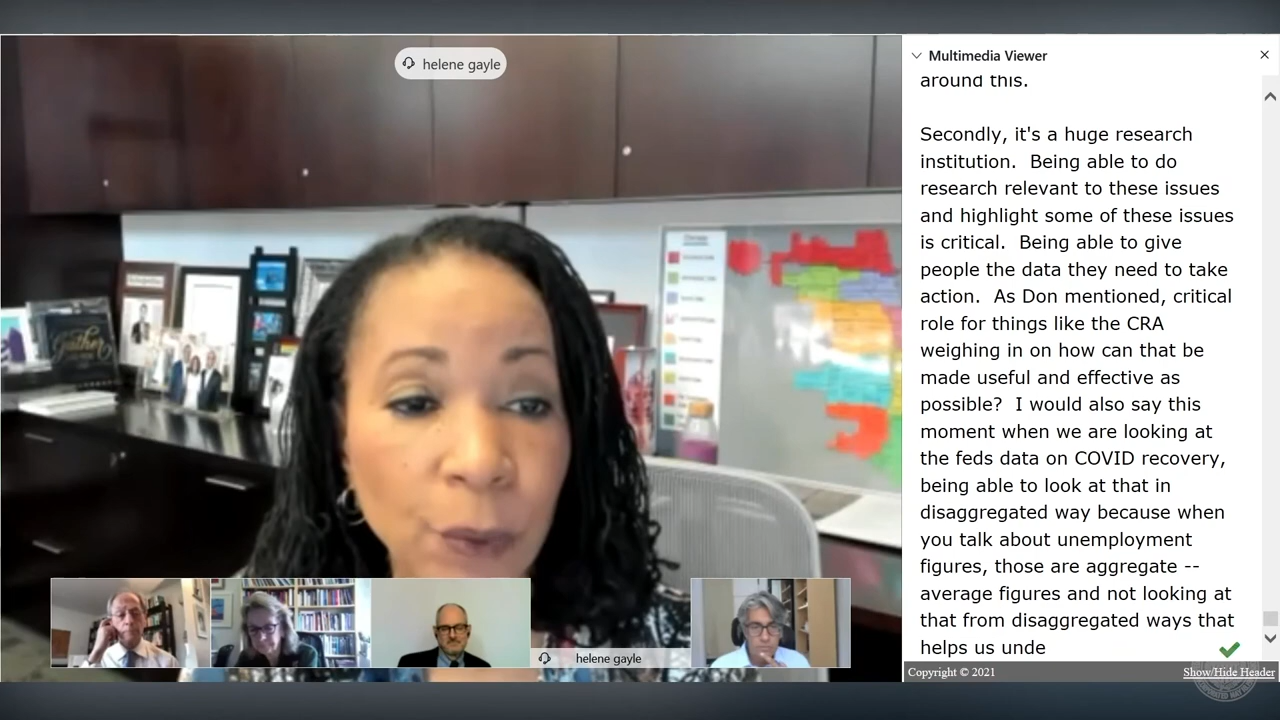 helene gayle
Multimedia Viewer
around this.
Secondly, it's a huge research
institution. Being able to do
research relevant to these issues
and highlight some of these issues
is critical. Being able to give
people the data they need to take
action. As Don mentioned, critical
role for things like the CRA
weighing in on how can that be
made useful and effective as
possible? I would also say this
moment when we are looking at
the feds data on COVID recovery,
being able to look at that in
disaggregated way because when
you talk about unemployment
figures, those are aggregate --
average figures and not looking at
that from disaggregated ways that
helps us unde
Gather
helene gayle
Copyright © 2021
Show/Hide Header